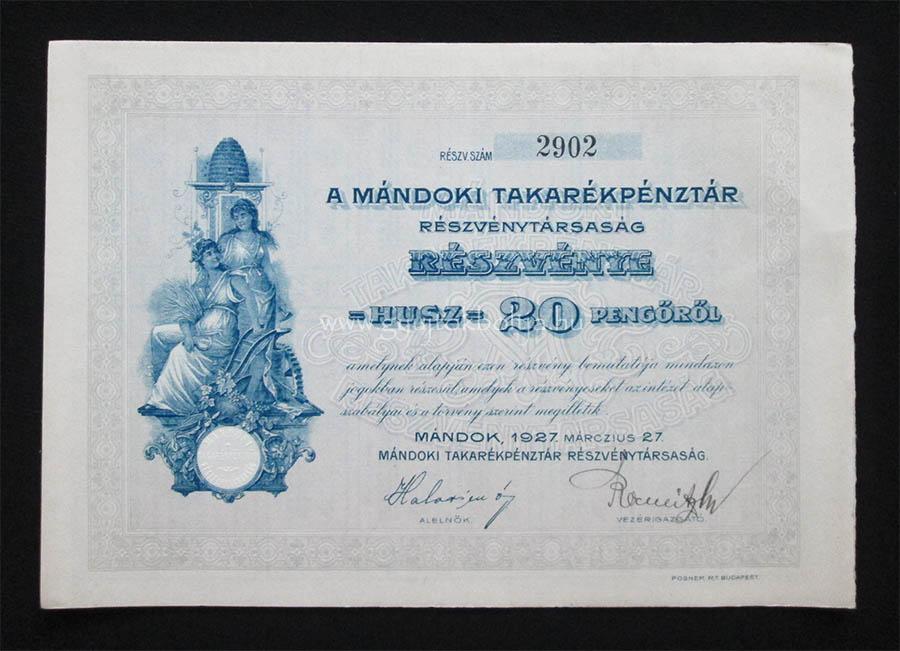 RÉSZV. SZÁM 2902
A MÁNDOKI TAKARÉKPÉNZTÁR
RÉSZVÉNYTÁRSASÁG
RÉSZVÉNYE
= HUSZ = 20 PENGŐRŐL
amelynek alapján ezen részvény bemutatója mindazon
jogokban részesül, amelyek a részvényeseket az intézet alap-
szabályai és a törvény szerint megilletik.
MÁNDOK, 1927. MÁRCZIUS 27.
MÁNDOKI TAKARÉKPÉNZTÁR RÉSZVÉNYTÁRSASÁG.
ALELNÖK. VEZÉRIGAZGATÓ.
POSNER, R.T. BUDAPEST.